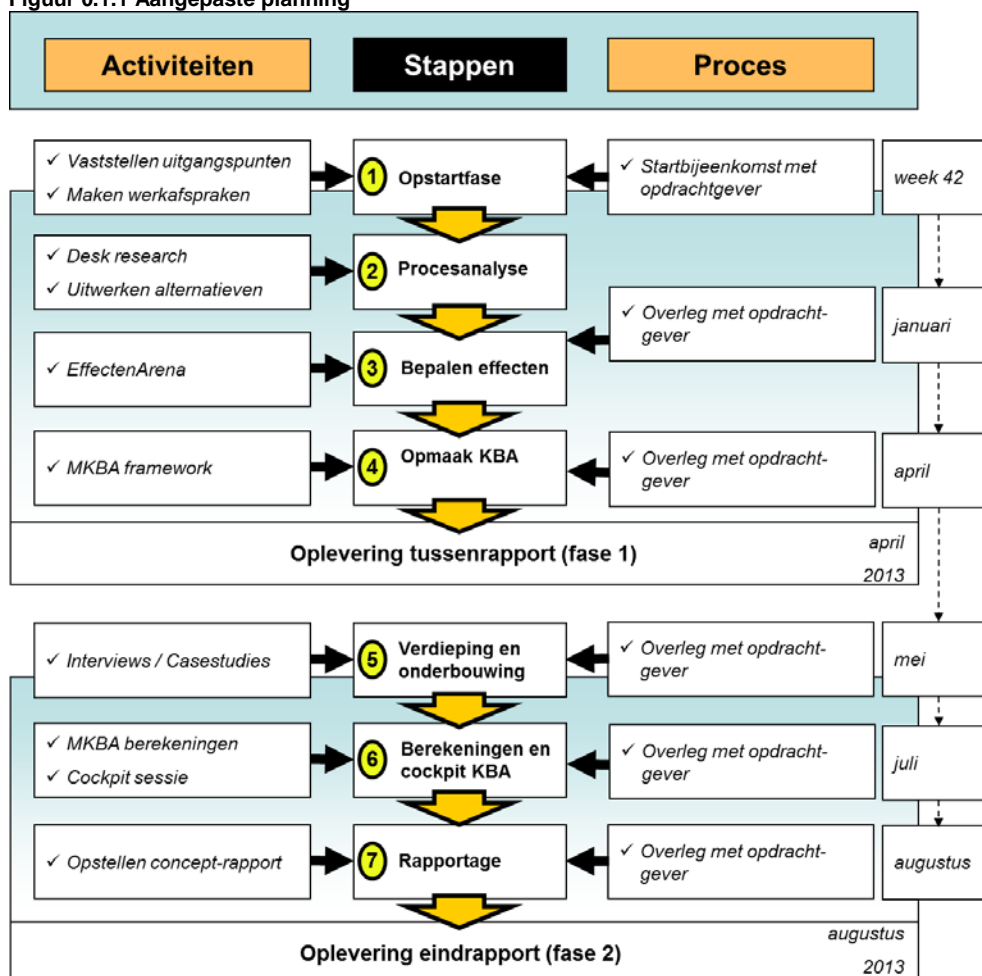 Figuur 0.1.1 Aangepaste planning
Activiteiten
Stappen
Proces
✓ Vaststellen uitgangspunten
✓ Maken werkafspraken
1
Opstartfase
✓ Startbijeenkomst met
opdrachtgever
week 42
✓ Desk research
✓ Uitwerken alternatieven
2
Procesanalyse
✓ Overleg met opdracht-
gever
januari
✓ EffectenArena
3
Bepalen effecten
✓ MKBA framework
4
Opmaak KBA
✓ Overleg met opdracht-
gever
april
Oplevering tussenrapport (fase 1)
april
2013
✓ Interviews / Casestudies
5
Verdieping en
onderbouwing
✓ Overleg met opdracht-
gever
mei
✓ MKBA berekeningen
✓ Cockpit sessie
6
Berekeningen en
cockpit KBA
✓ Overleg met opdracht-
gever
juli
✓ Opstellen concept-rapport
7
Rapportage
✓ Overleg met opdracht-
gever
augustus
Oplevering eindrapport (fase 2)
augustus
2013